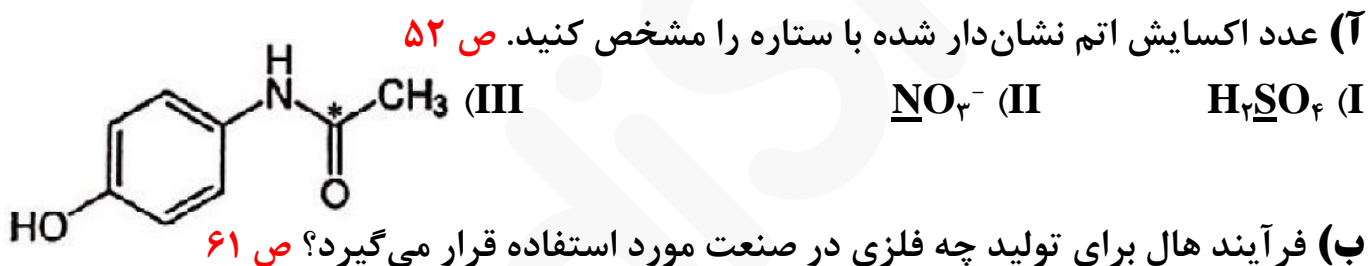 آ) عدد اکسایش اتم نشان‌دار شده با ستاره را مشخص کنید. ص ۵۲
H₂SO₄ (I NO₃⁻ (II (III
H
N
* CH₃
O
HO
ب) فرآیند هال برای تولید چه فلزی در صنعت مورد استفاده قرار می‌گیرد؟ ص ۶۱